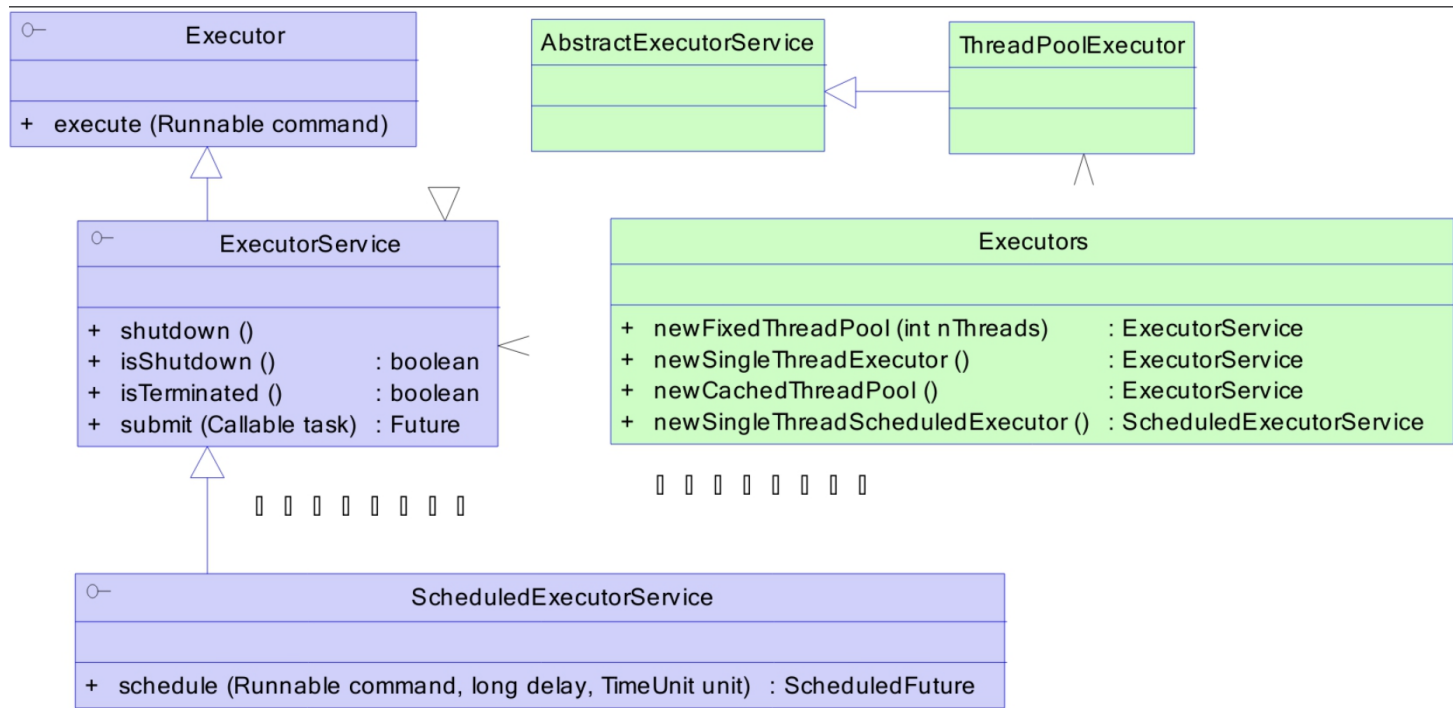 Executor
+ execute (Runnable command)
AbstractExecutorService
ThreadPoolExecutor
ExecutorService
+ shutdown ()
+ isShutdown () : boolean
+ isTerminated () : boolean
+ submit (Callable task) : Future
Executors
+ newFixedThreadPool (int nThreads) : ExecutorService
+ newSingleThreadExecutor () : ExecutorService
+ newCachedThreadPool () : ExecutorService
+ newSingleThreadScheduledExecutor () : ScheduledExecutorService
ScheduledExecutorService
+ schedule (Runnable command, long delay, TimeUnit unit) : ScheduledFuture